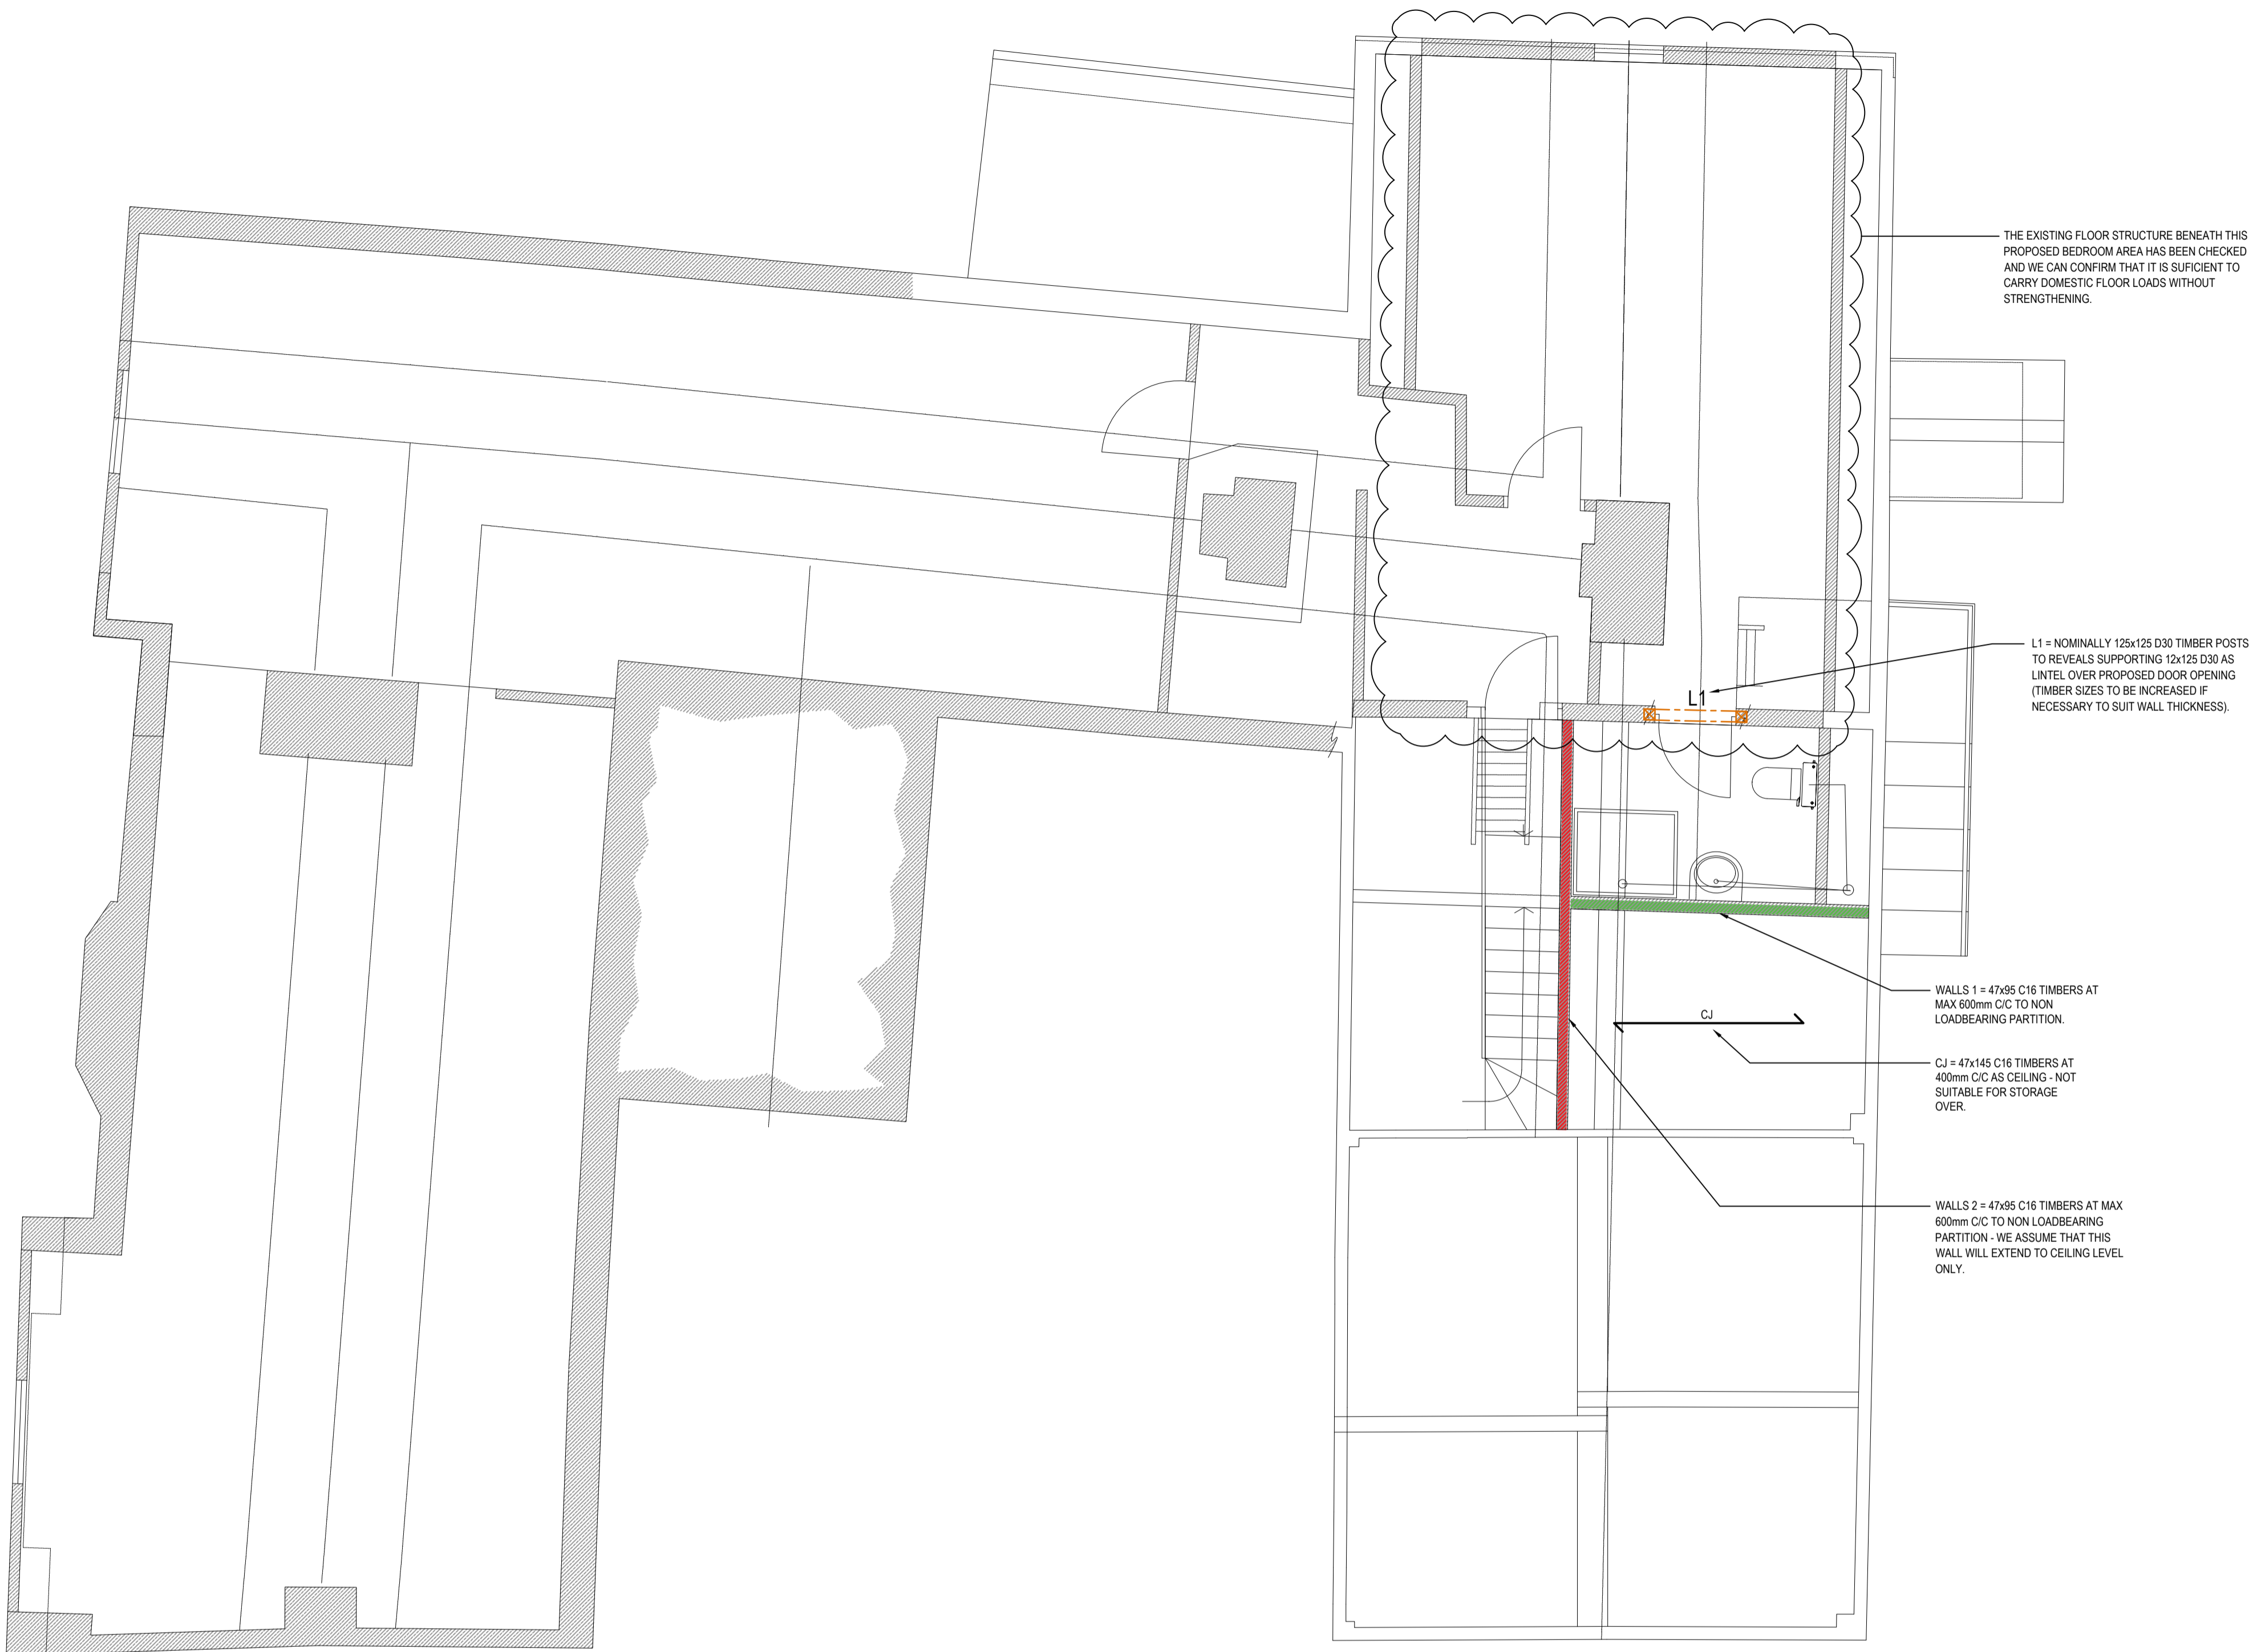 THE EXISTING FLOOR STRUCTURE BENEATH THIS
PROPOSED BEDROOM AREA HAS BEEN CHECKED
AND WE CAN CONFIRM THAT IT IS SUFICIENT TO
CARRY DOMESTIC FLOOR LOADS WITHOUT
STRENGTHENING.
L1 = NOMINALLY 125x125 D30 TIMBER POSTS
TO REVEALS SUPPORTING 12x125 D30 AS
LINTEL OVER PROPOSED DOOR OPENING
(TIMBER SIZES TO BE INCREASED IF
NECESSARY TO SUIT WALL THICKNESS).
L1
WALLS 1 = 47x95 C16 TIMBERS AT
MAX 600mm C/C TO NON
LOADBEARING PARTITION.
CJ
CJ = 47x145 C16 TIMBERS AT
400mm C/C AS CEILING - NOT
SUITABLE FOR STORAGE
OVER.
WALLS 2 = 47x95 C16 TIMBERS AT MAX
600mm C/C TO NON LOADBEARING
PARTITION - WE ASSUME THAT THIS
WALL WILL EXTEND TO CEILING LEVEL
ONLY.